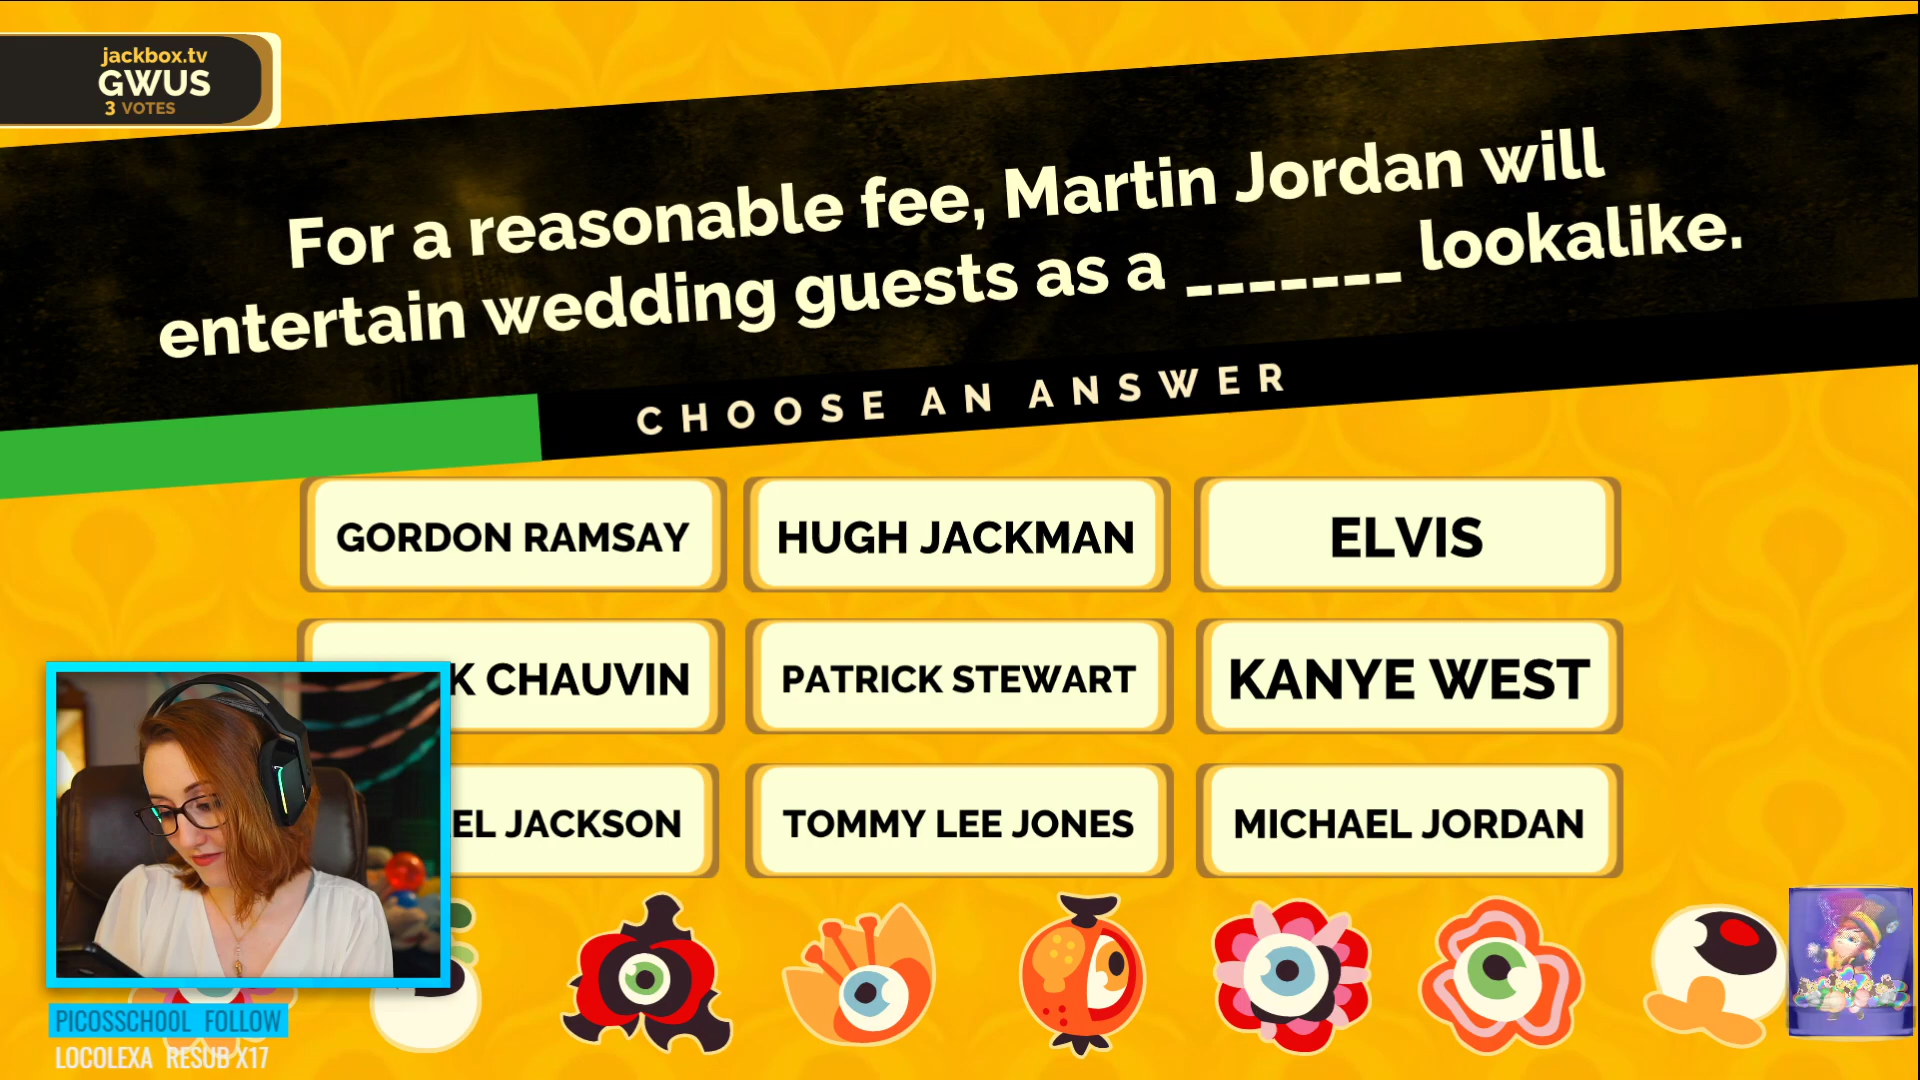 jackbox.tv
GWUS
3 VOTES
For a reasonable fee, Martin Jordan will
entertain wedding guests as a _______ lookalike.
CHOOSE AN ANSWER
GORDON RAMSAY
HUGH JACKMAN
ELVIS
K CHAUVIN
PATRICK STEWART
KANYE WEST
EL JACKSON
TOMMY LEE JONES
MICHAEL JORDAN
PICOSSCHOOL FOLLOW
LOCOLEXA RESUB X17